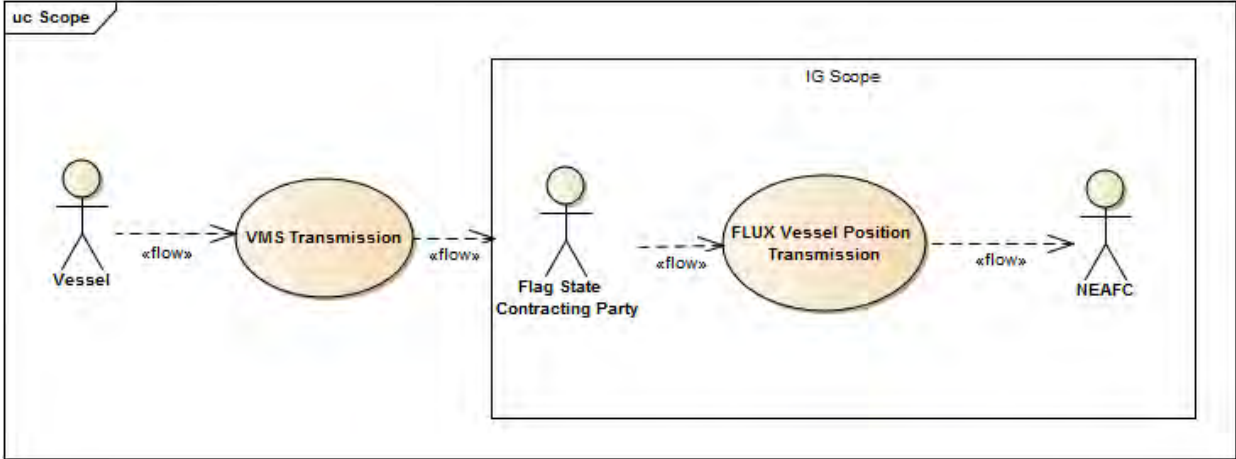 uc Scope
IG Scope
VMS Transmission
FLUX Vessel Position
Transmission
«flow»
«flow»
«flow»
«flow»
Vessel
Flag State
Contracting Party
NEAFC